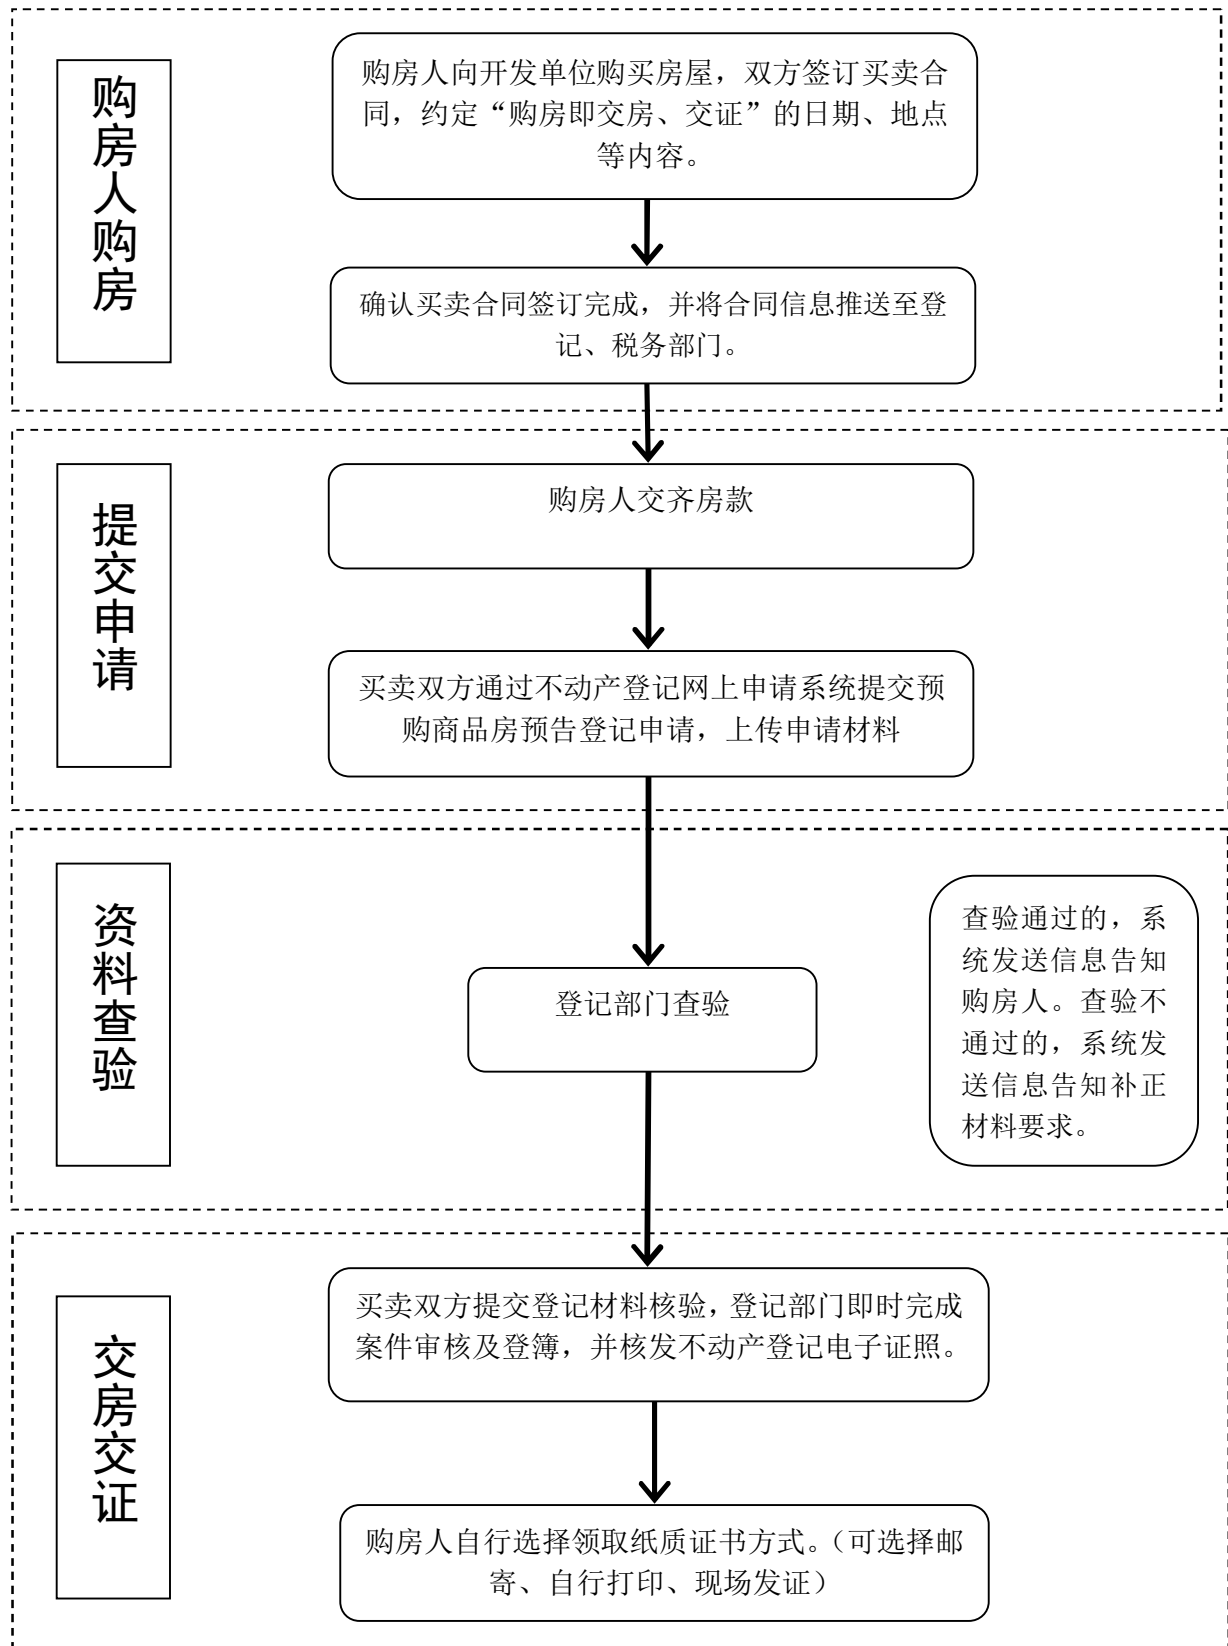 购房人购房
购房人向开发单位购买房屋，双方签订买卖合
同，约定“购房即交房、交证”的日期、地点
等内容。
确认买卖合同签订完成，并将合同信息推送至登
记、税务部门。
提交申请
购房人交齐房款
买卖双方通过不动产登记网上申请系统提交预
购商品房预告登记申请，上传申请材料
资料查验
登记部门查验
查验通过的，系
统发送信息告知
购房人。查验不
通过的，系统发
送信息告知补正
材料要求。
交房交证
买卖双方提交登记材料核验，登记部门即时完成
案件审核及登簿，并核发不动产登记电子证照。
购房人自行选择领取纸质证书方式。（可选择邮
寄、自行打印、现场发证）